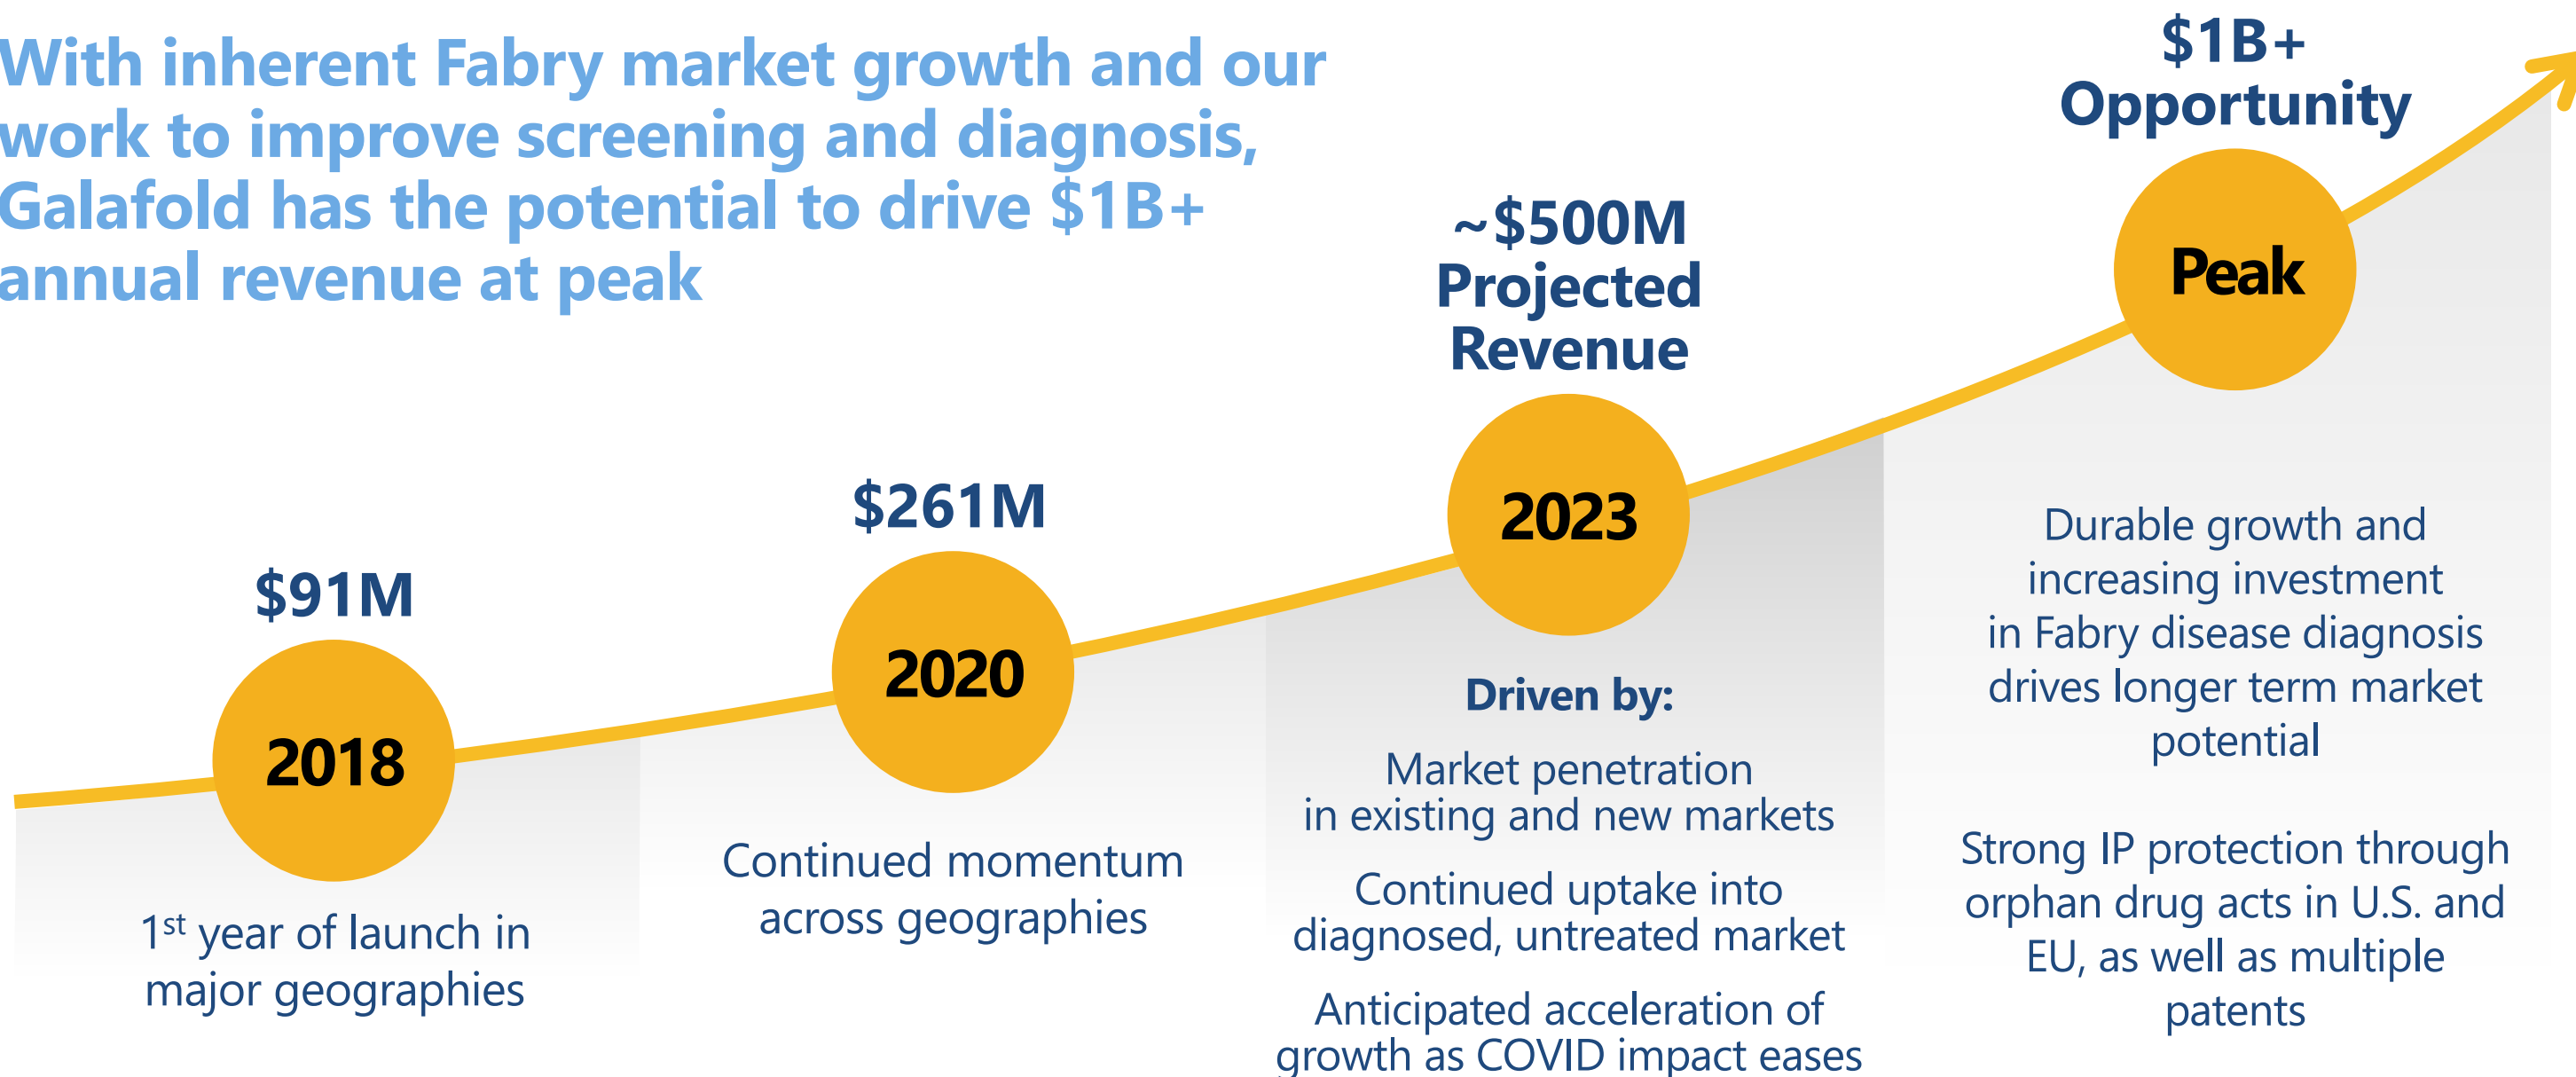 With inherent Fabry market growth and our
work to improve screening and diagnosis,
Galafold has the potential to drive $1B+
annual revenue at peak
$91M
2018
1st year of launch in
major geographies
$261M
2020
Continued momentum
across geographies
~$500M
Projected
Revenue
2023
Driven by:
Market penetration
in existing and new markets
Continued uptake into
diagnosed, untreated market
Anticipated acceleration of
growth as COVID impact eases
$1B+
Opportunity
Peak
Durable growth and
increasing investment
in Fabry disease diagnosis
drives longer term market
potential
Strong IP protection through
orphan drug acts in U.S. and
EU, as well as multiple
patents